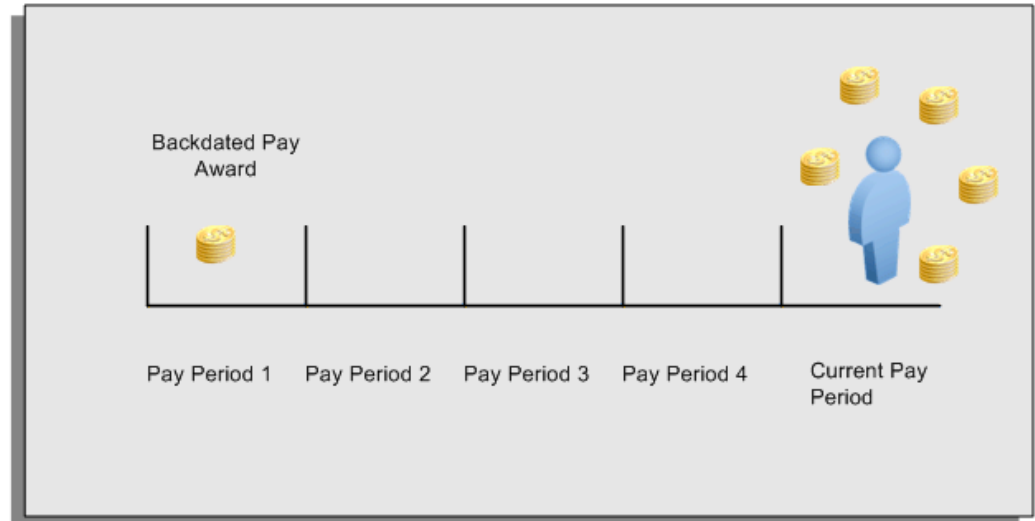 Backdated Pay
Award
Pay Period 1
Pay Period 2
Pay Period 3
Pay Period 4
Current Pay
Period